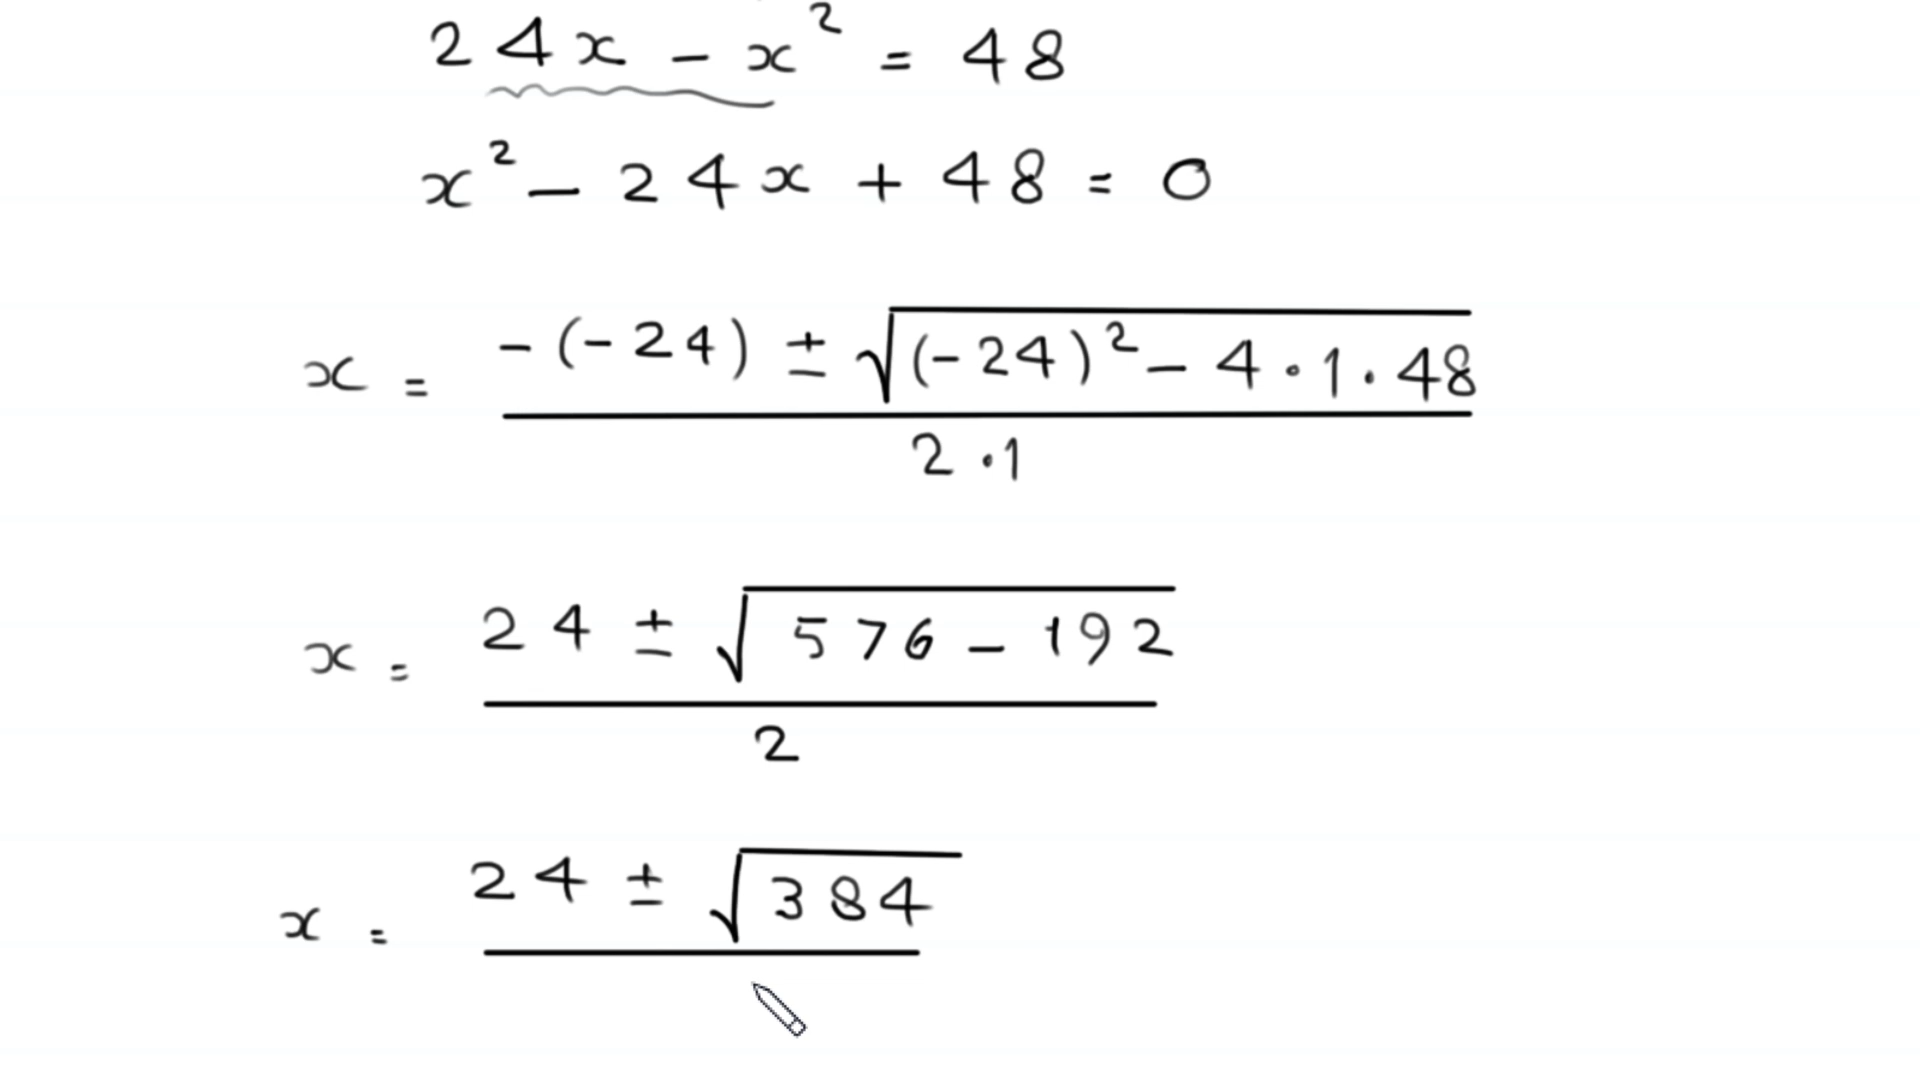 24x - x² = 48
x² - 24x + 48 = 0
x = (-(-24) ± √((-24)² - 4·1·48)) / (2·1)
x = (24 ± √(576 - 192)) / 2
x = 24 ± √384